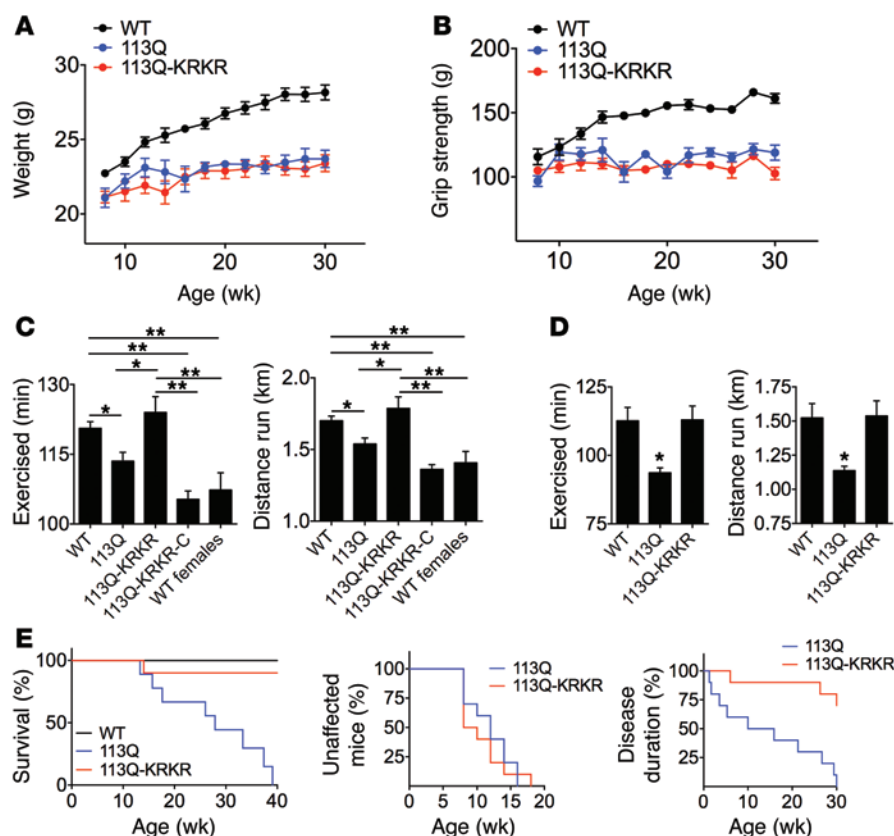 A
WT
113Q
113Q-KRKR
Weight (g)
30
25
20
10
20
30
Age (wk)
B
WT
113Q
113Q-KRKR
Grip strength (g)
200
150
100
10
20
30
Age (wk)
C
**
**
*
**
*
**
Exercised (min)
130
115
100
WT
113Q
113Q-KRKR
113Q-KRKR-C
WT females
**
**
*
**
*
**
Distance run (km)
2.0
1.5
1.0
WT
113Q
113Q-KRKR
113Q-KRKR-C
WT females
D
Exercised (min)
125
100
75
*
WT
113Q
113Q-KRKR
Distance run (km)
1.75
1.50
1.25
1.00
0.75
*
WT
113Q
113Q-KRKR
E
Survival (%)
100
50
0
WT
113Q
113Q-KRKR
0 10 20 30 40
Age (wk)
Unaffected
mice (%)
100
75
50
25
113Q
113Q-KRKR
0 5 10 15 20
Age (wk)
Disease
duration (%)
100
75
50
25
113Q
113Q-KRKR
0 10 20 30
Age (wk)